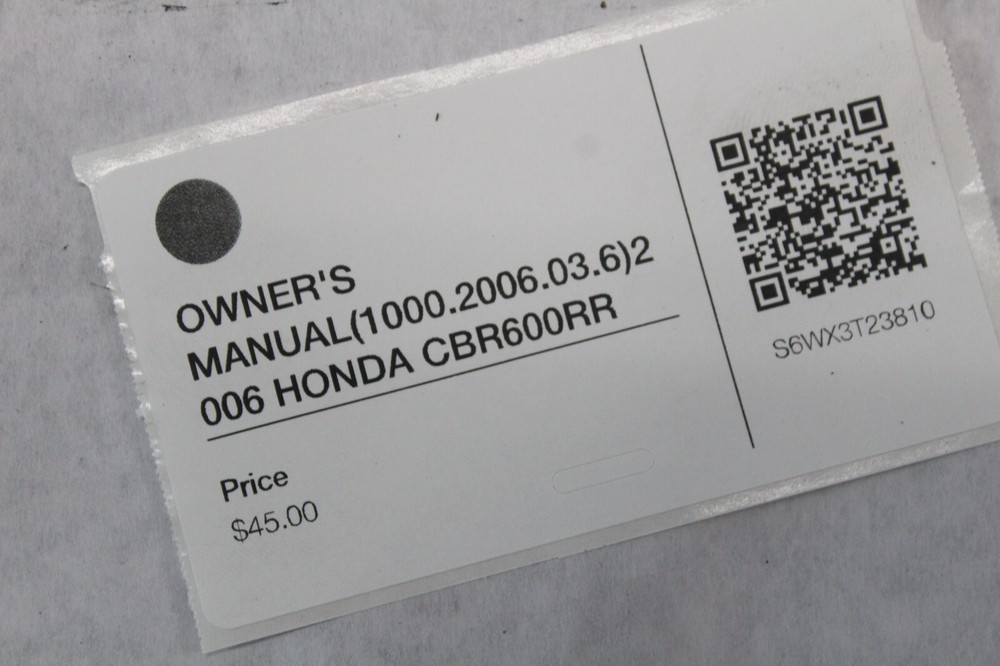 OWNER'S
MANUAL(1000.2006.03.6)2
006 HONDA CBR600RR
Price
$45.00
S6WX3T23810